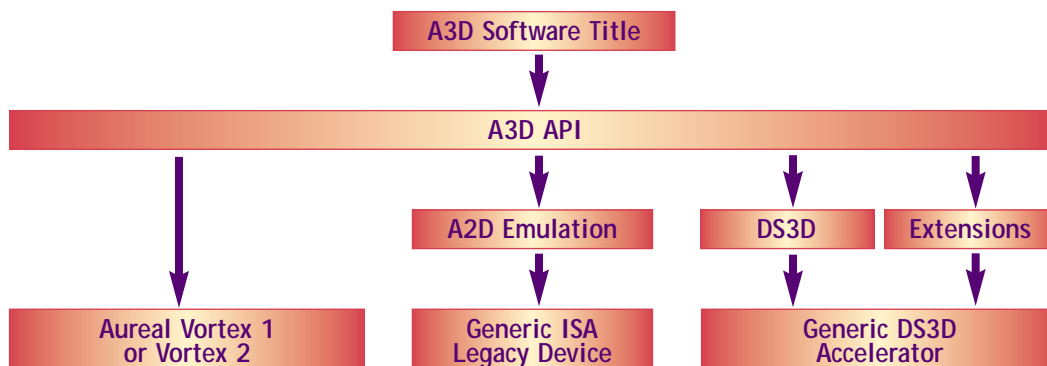 A3D Software Title
A3D API
A2D Emulation
DS3D
Extensions
Aureal Vortex 1
or Vortex 2
Generic ISA
Legacy Device
Generic DS3D
Accelerator